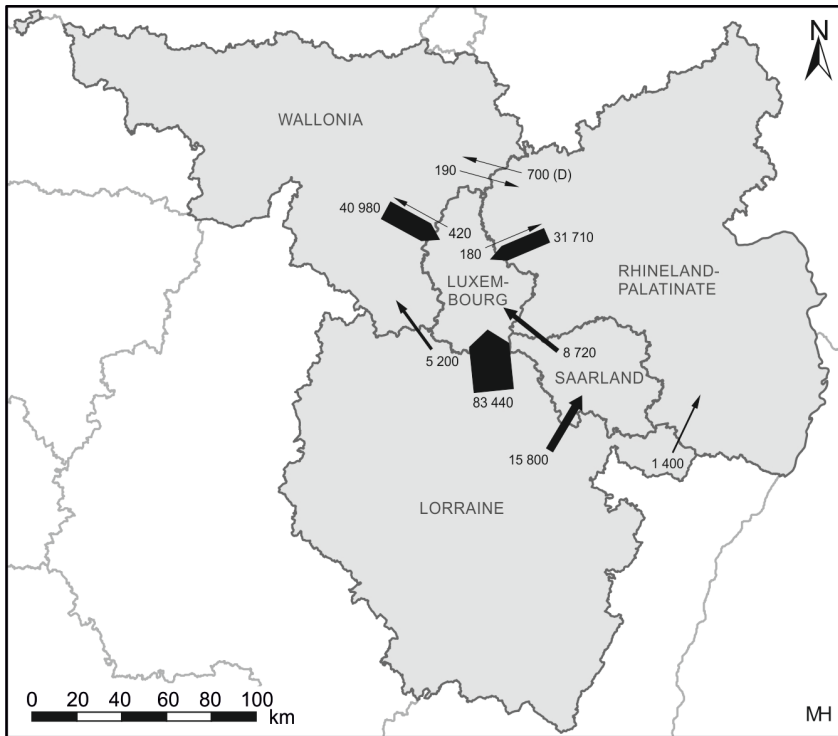 N
WALLONIA
190
700 (D)
40 980
420
180
31 710
LUXEM-
BOURG
RHINELAND-
PALATINATE
5 200
8 720
SAARLAND
83 440
15 800
1 400
LORRAINE
0 20 40 60 80 100
km
MH